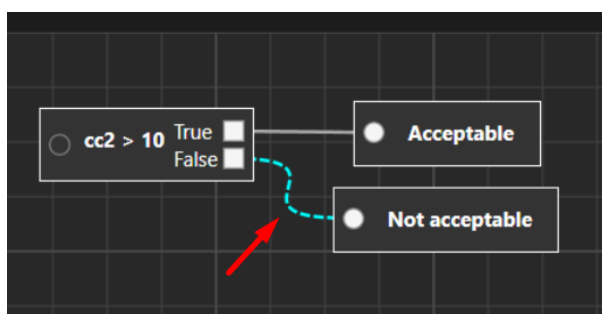 cc2 > 10
True
False
Acceptable
Not acceptable